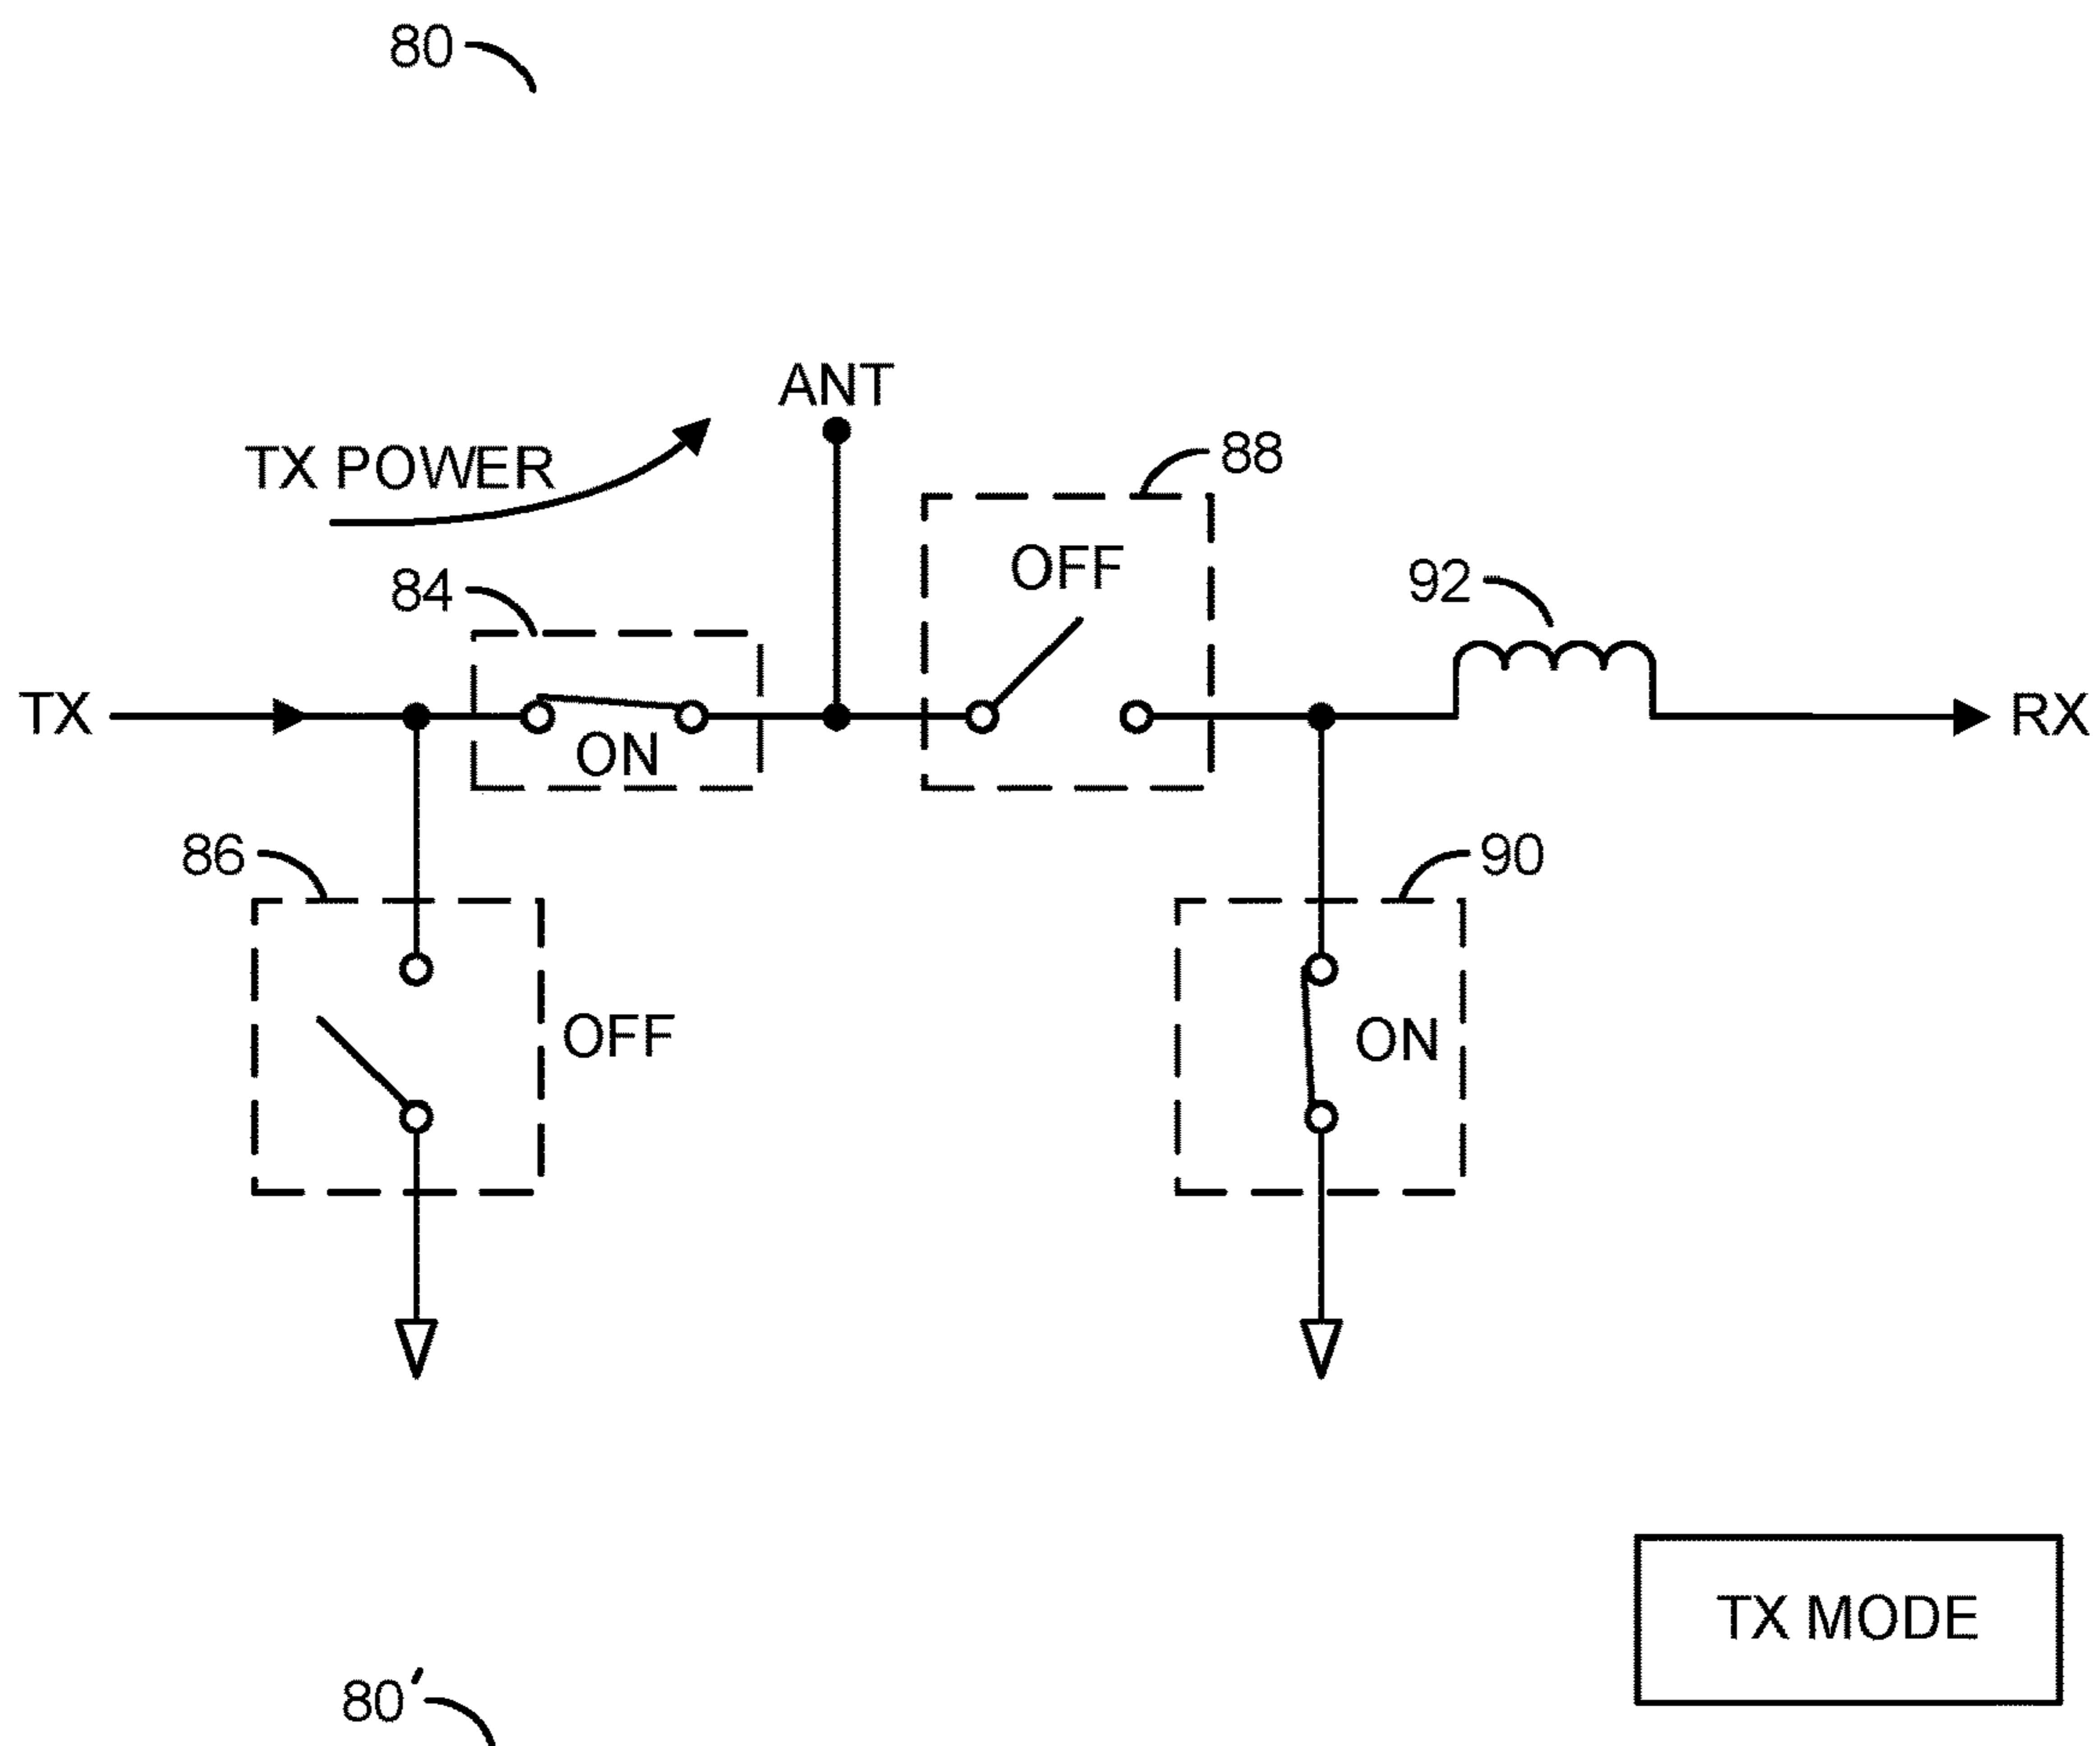 80
ANT
TX POWER
88
OFF
84
92
TX
ON
RX
86
90
OFF
ON
TX MODE
80′